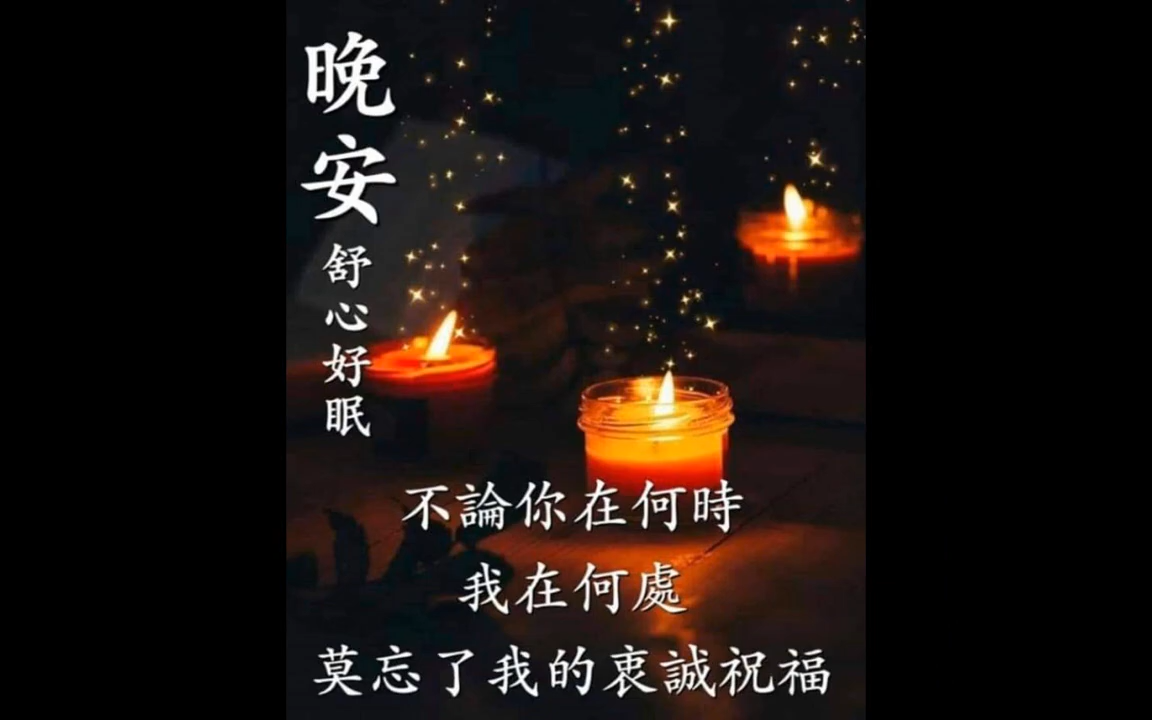 晚安
舒心好眠
不論你在何時
我在何處
莫忘了我的衷誠祝福